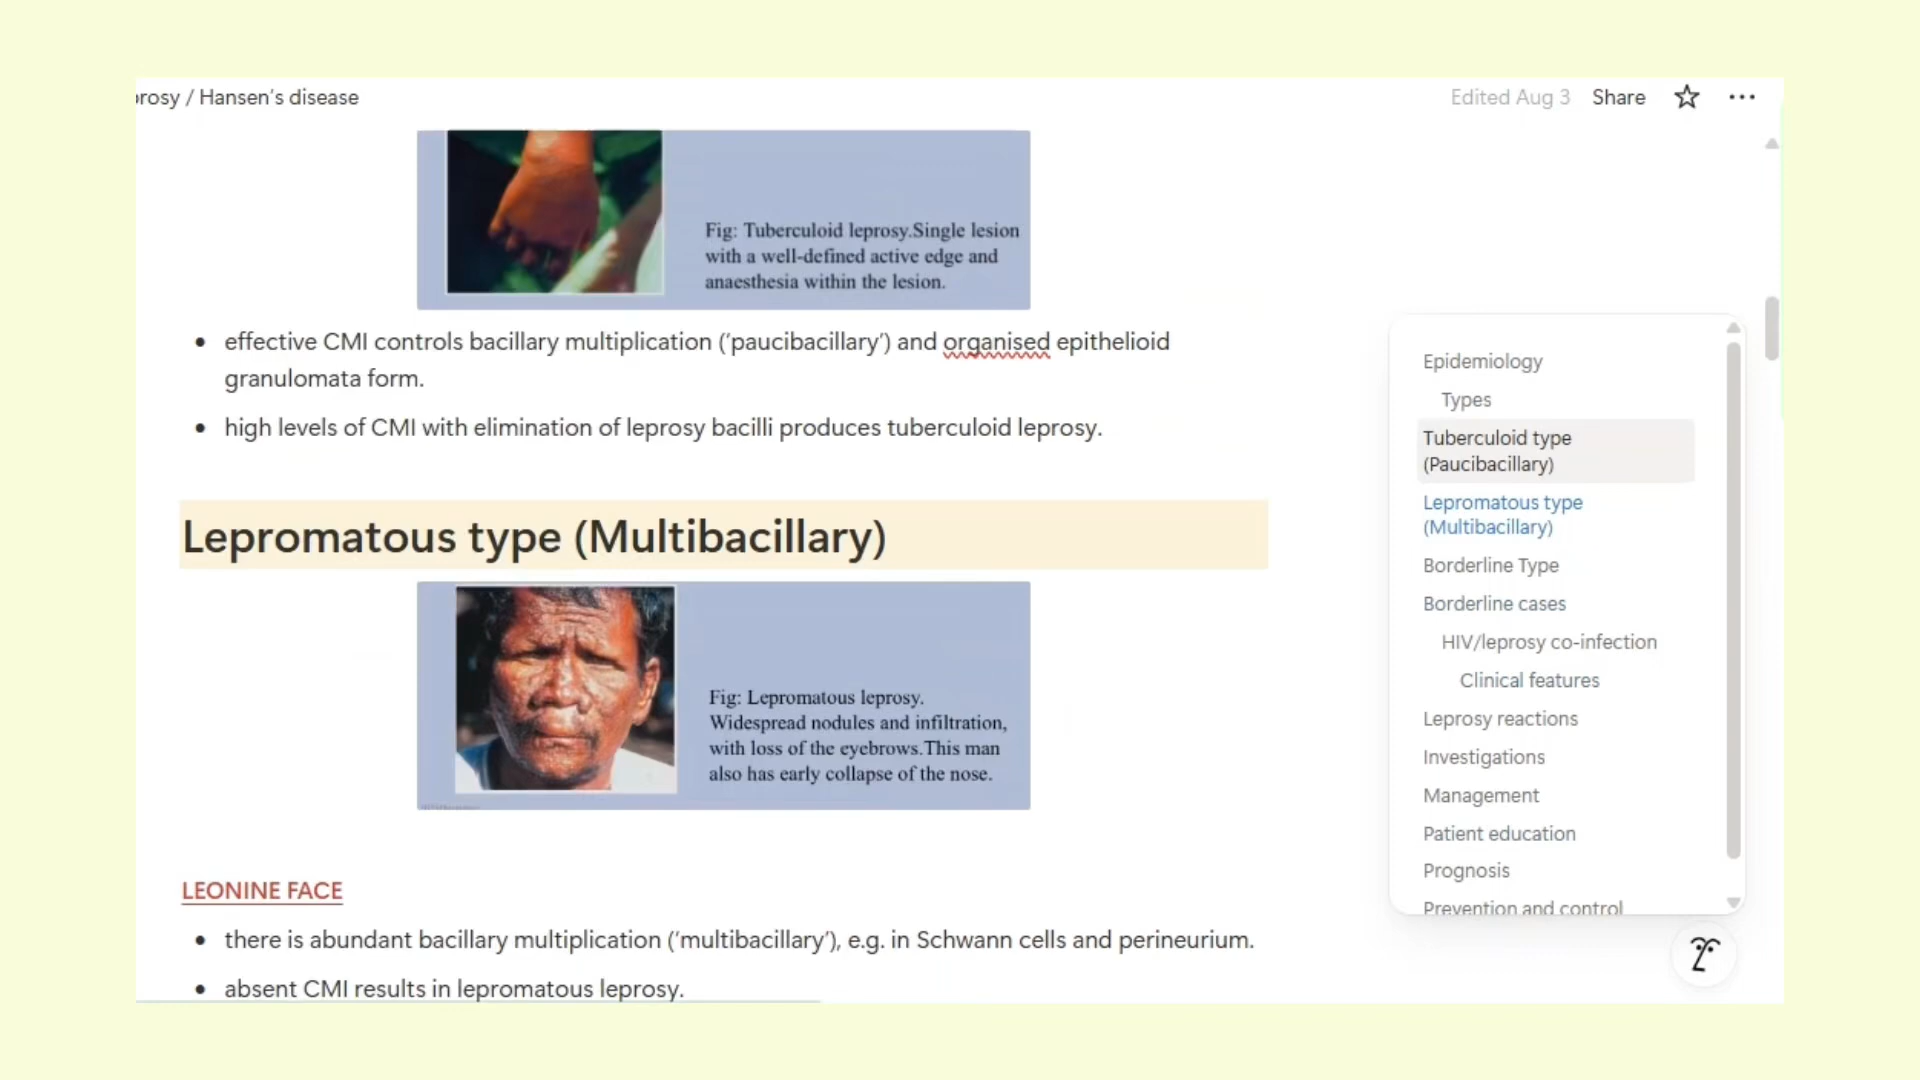 prosy / Hansen's disease
Edited Aug 3 Share
Fig: Tuberculoid leprosy.Single lesion
with a well-defined active edge and
anaesthesia within the lesion.
• effective CMI controls bacillary multiplication ('paucibacillary') and organised epithelioid
granulomata form.
• high levels of CMI with elimination of leprosy bacilli produces tuberculoid leprosy.
Lepromatous type (Multibacillary)
Fig: Lepromatous leprosy.
Widespread nodules and infiltration,
with loss of the eyebrows.This man
also has early collapse of the nose.
LEONINE FACE
• there is abundant bacillary multiplication ('multibacillary'), e.g. in Schwann cells and perineurium.
• absent CMI results in lepromatous leprosy.
Epidemiology
Types
Tuberculoid type
(Paucibacillary)
Lepromatous type
(Multibacillary)
Borderline Type
Borderline cases
HIV/leprosy co-infection
Clinical features
Leprosy reactions
Investigations
Management
Patient education
Prognosis
Prevention and control